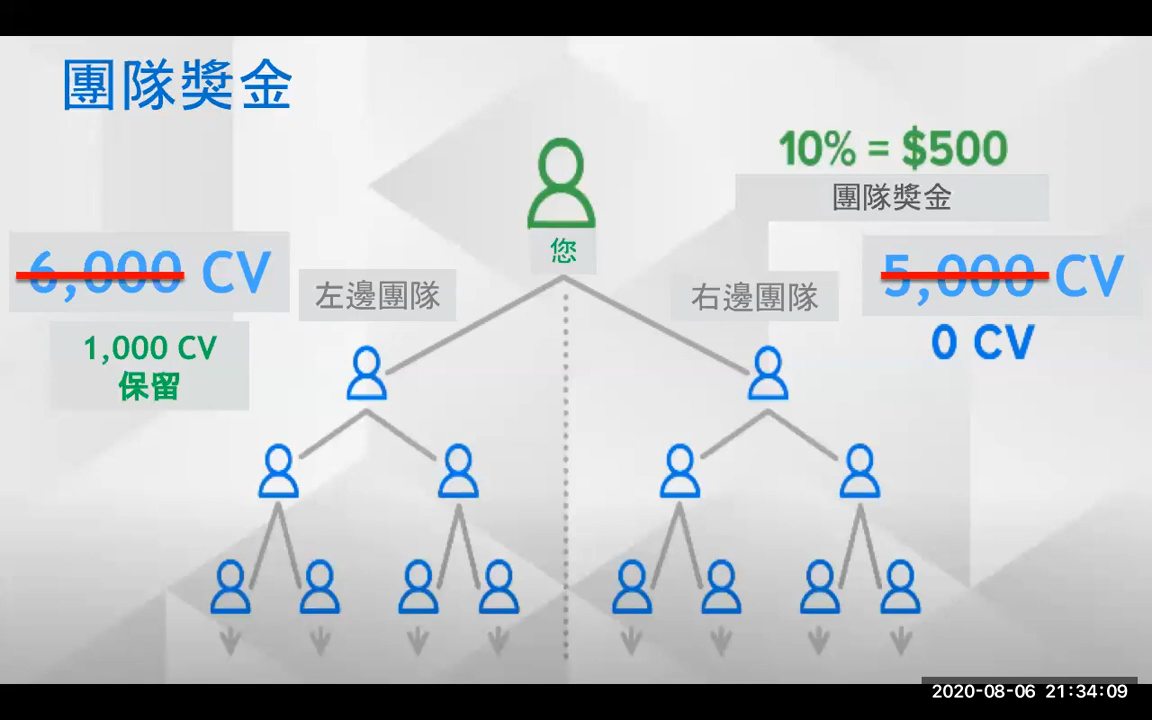 團隊獎金
10% = $500
團隊獎金
您
6,000 CV
左邊團隊
右邊團隊
5,000 CV
1,000 CV
保留
0 CV
2020-08-06 21:34:09